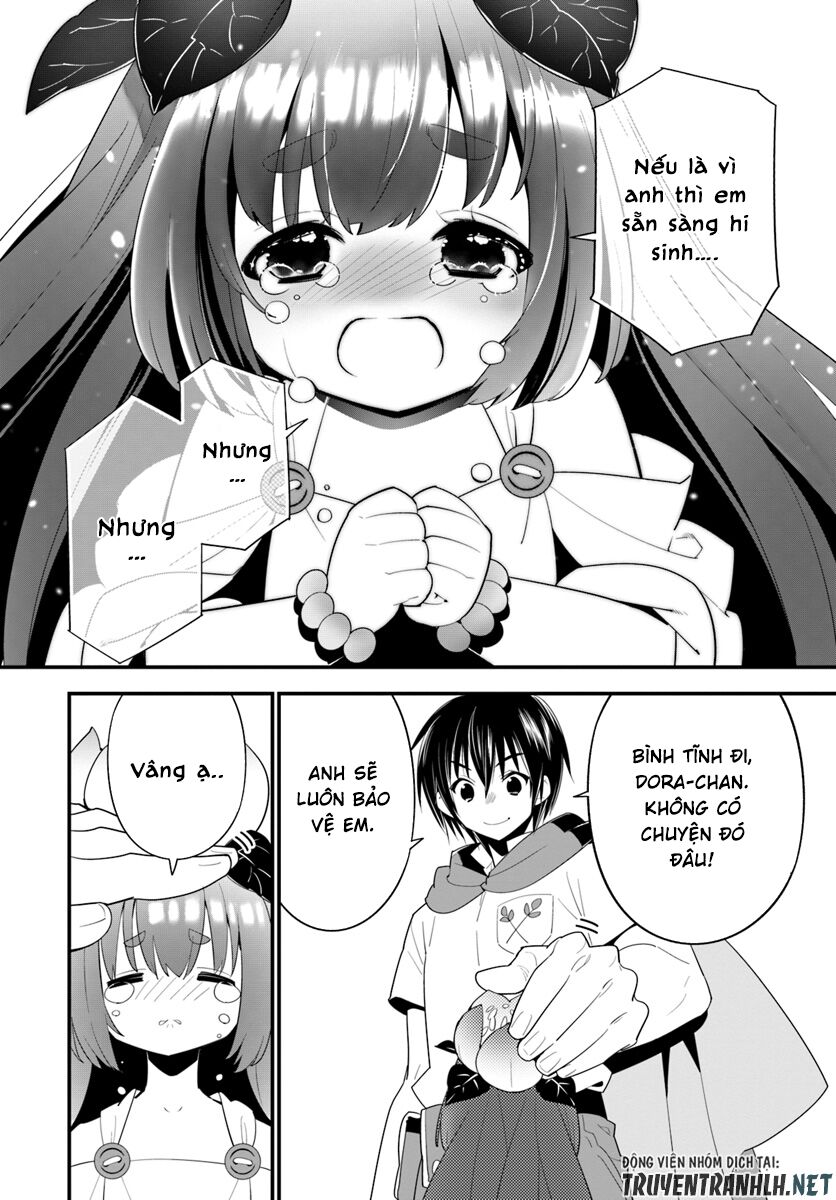 Nếu là vì
anh thì em
sẵn sàng hi
sinh....
Nhưng
...
Nhưng
...
BÌNH TĨNH ĐI,
DORA-CHAN.
KHÔNG CÓ
CHUYỆN ĐÓ
ĐÂU!
ANH SẼ
LUÔN BẢO
VỆ EM.
Vâng ạ..
ĐỘNG VIÊN NHÓM DỊCH TẠI:
TRUYENTRANHLH.NET